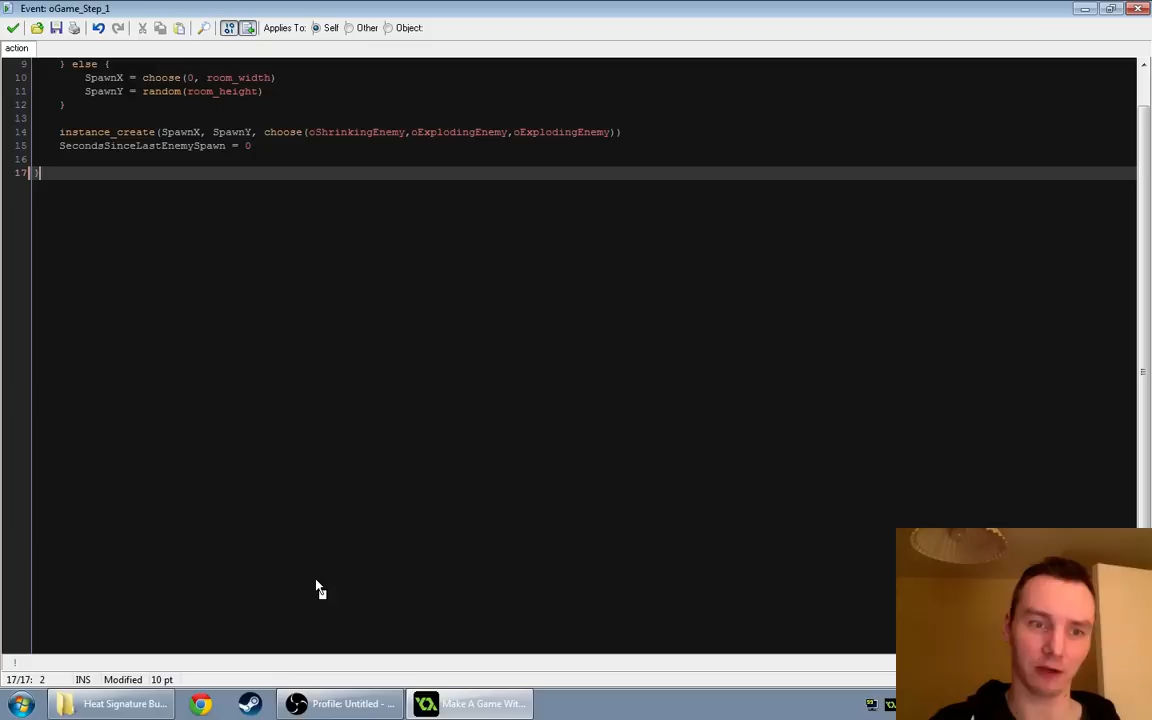 Event: oGame_Step_1
Applies To: Self Other Object:
action
9 } else {
10 SpawnX = choose(0, room_width)
11 SpawnY = random(room_height)
12 }
13
14 instance_create(SpawnX, SpawnY, choose(oShrinkingEnemy,oExplodingEnemy,oExplodingEnemy))
15 SecondsSinceLastEnemySpawn = 0
16
17 }
!
17/17: 2 INS Modified 10 pt
Heat Signature Bu... Profile: Untitled - ... Make A Game Wit...